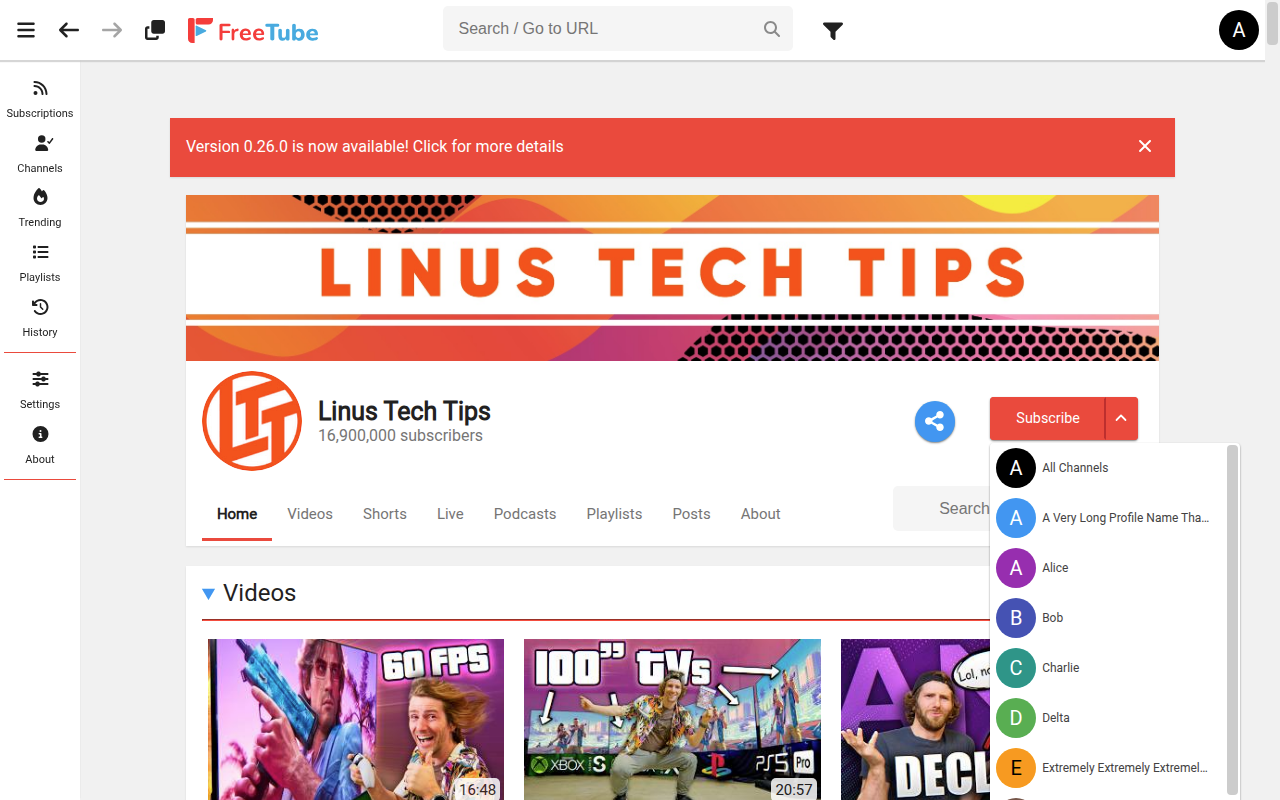 FreeTube
Search / Go to URL
A
Subscriptions
Channels
Trending
Playlists
History
Settings
About
Version 0.26.0 is now available! Click for more details
LINUS TECH TIPS
LTT
Linus Tech Tips
16,900,000 subscribers
Subscribe
Home
Videos
Shorts
Live
Podcasts
Playlists
Posts
About
Search
A All Channels
A A Very Long Profile Name Tha...
A Alice
B Bob
C Charlie
D Delta
E Extremely Extremely Extremel...
Videos
60 FPS
16:48
100" TVs
XBOX
S
PS5 Pro
20:57
Lol, no
DECL